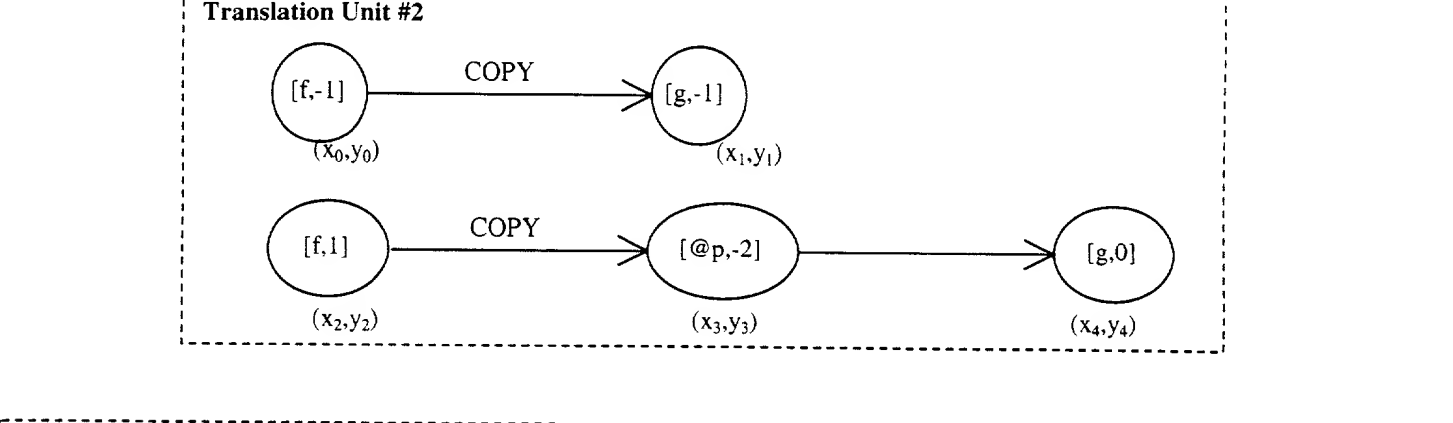 Translation Unit #2
COPY
[f,-1] [g,-1]
(x₀,y₀) (x₁,y₁)
COPY
[f,1] [@p,-2] [g,0]
(x₂,y₂) (x₃,y₃) (x₄,y₄)